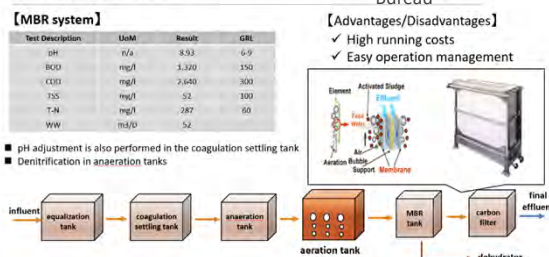 Bureau
【MBR system】
【Advantages/Disadvantages】
Test Description UoM Result GRL
pH n/a 8.93 6-9
BOD mg/l 1,320 150
COD mg/l 2,640 300
TSS mg/l 52 100
T-N mg/l 287 60
WW m3/D 52
✓ High running costs
✓ Easy operation management
■ pH adjustment is also performed in the coagulation settling tank
■ Denitrification in anaeration tanks
Element
Activated Sludge
Effluent
Feed
Water
Air
Bubble
Aeration
Support
Membrane
influent
equalization
tank
coagulation
settling tank
anaeration
tank
aeration tank
MBR
tank
carbon
filter
final
effluent
dehydrator